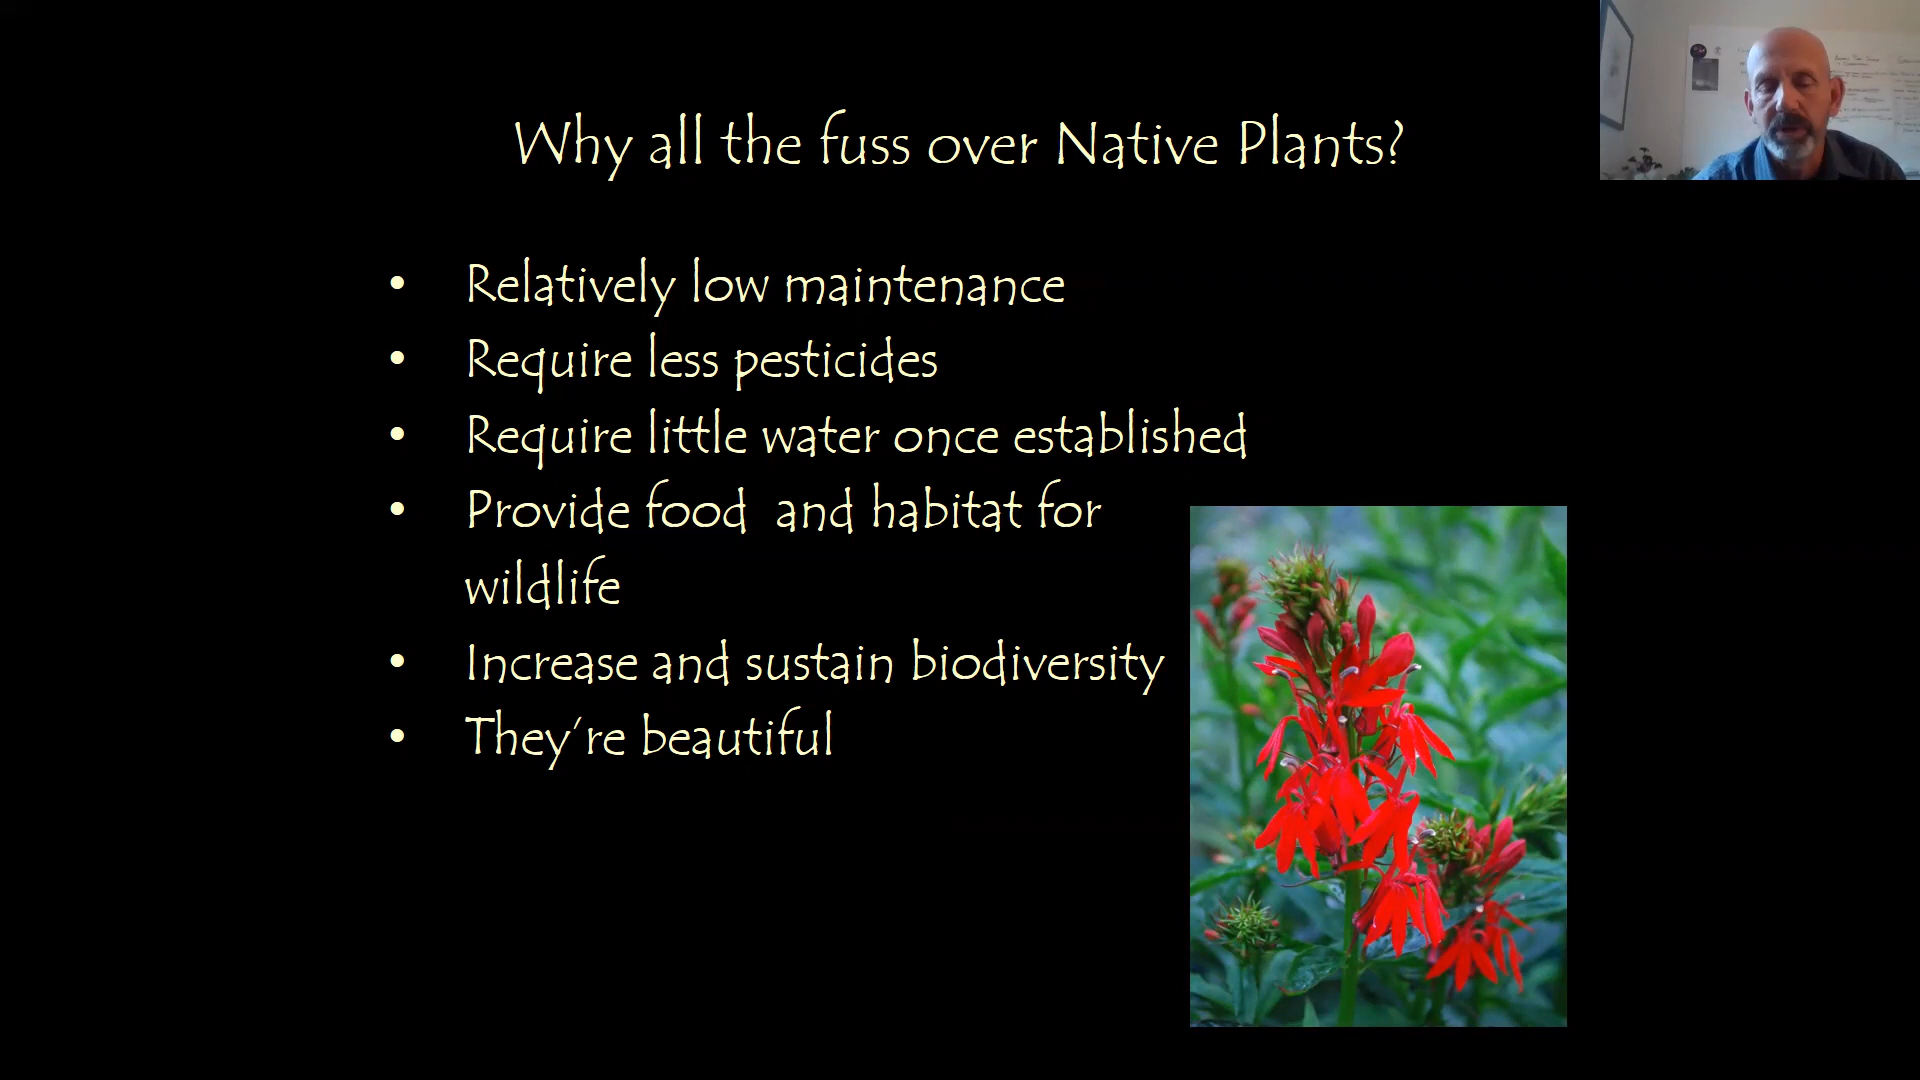 Why all the fuss over Native Plants?
• Relatively low maintenance
• Require less pesticides
• Require little water once established
• Provide food  and habitat for
wildlife
• Increase and sustain biodiversity
• They're beautiful